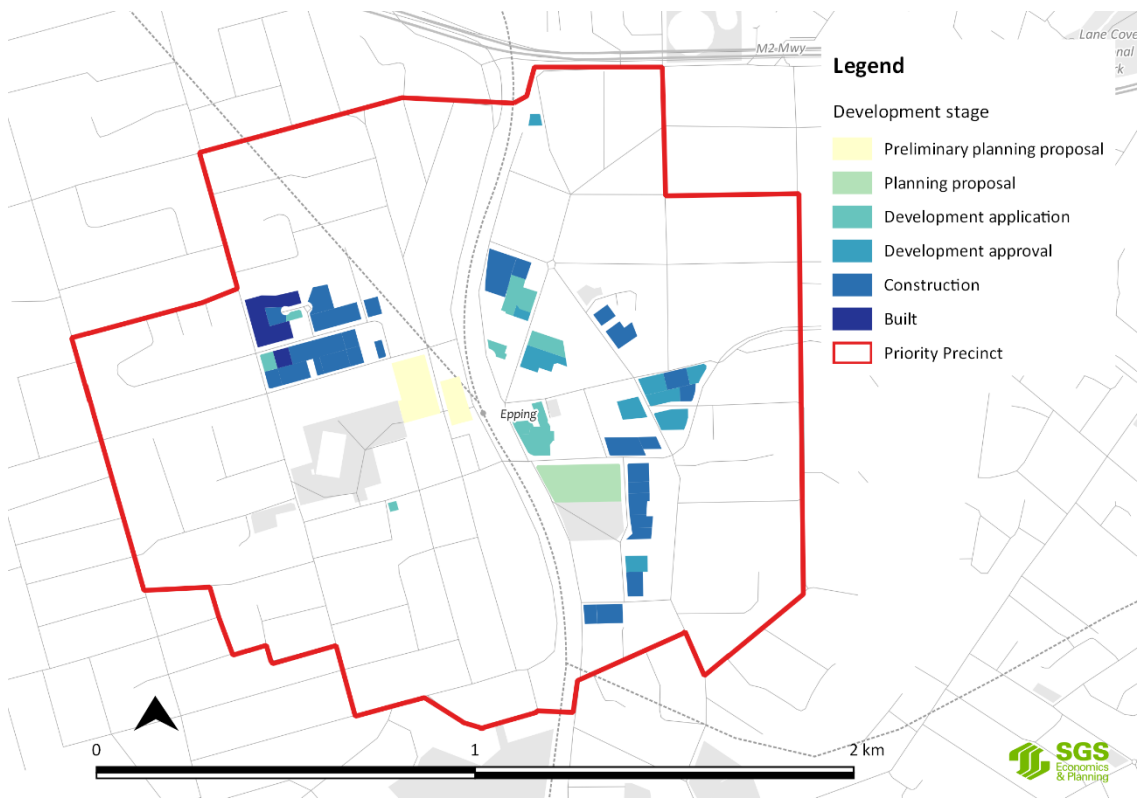 M2 Mwy
Lane Cove
Legend
Development stage
Preliminary planning proposal
Planning proposal
Development application
Development approval
Construction
Built
Priority Precinct
Epping
0
1
2 km
SGS
Economics
& Planning